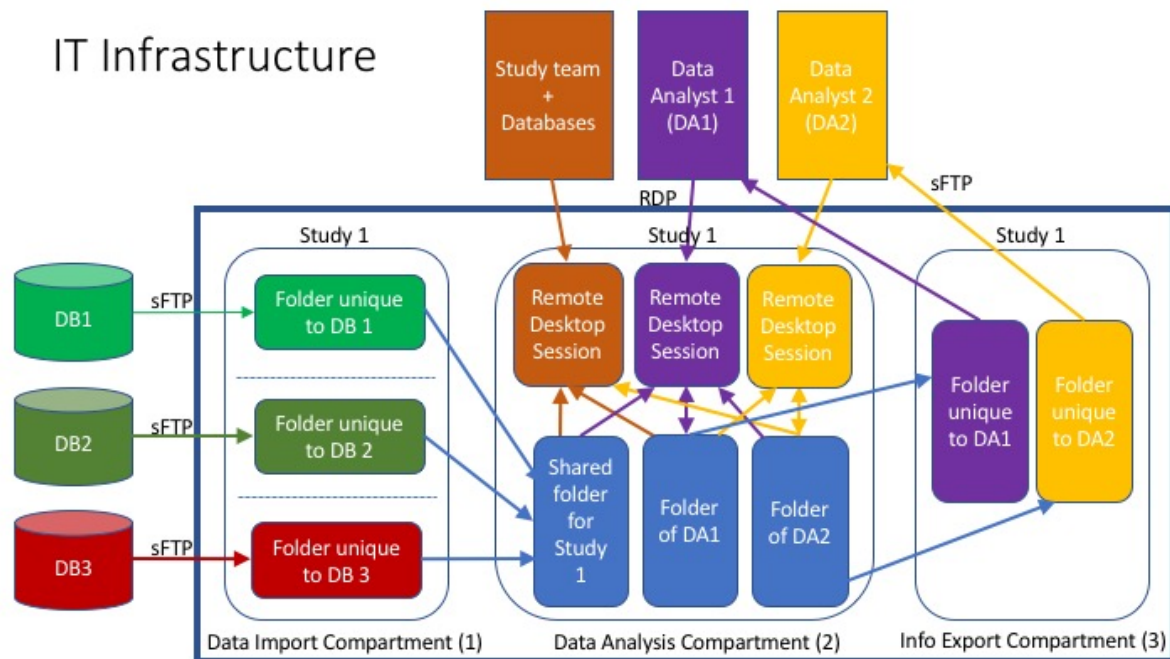 IT Infrastructure
Study team
+
Databases
Data
Analyst 1
(DA1)
Data
Analyst 2
(DA2)
sFTP
RDP
Study 1
Study 1
Study 1
DB1
sFTP
Folder unique
to DB 1
DB2
sFTP
Folder unique
to DB 2
DB3
sFTP
Folder unique
to DB 3
Remote
Desktop
Session
Remote
Desktop
Session
Remote
Desktop
Session
Shared
folder
for
Study
1
Folder
of DA1
Folder
of DA2
Folder
unique
to DA1
Folder
unique
to DA2
Data Import Compartment (1)
Data Analysis Compartment (2)
Info Export Compartment (3)